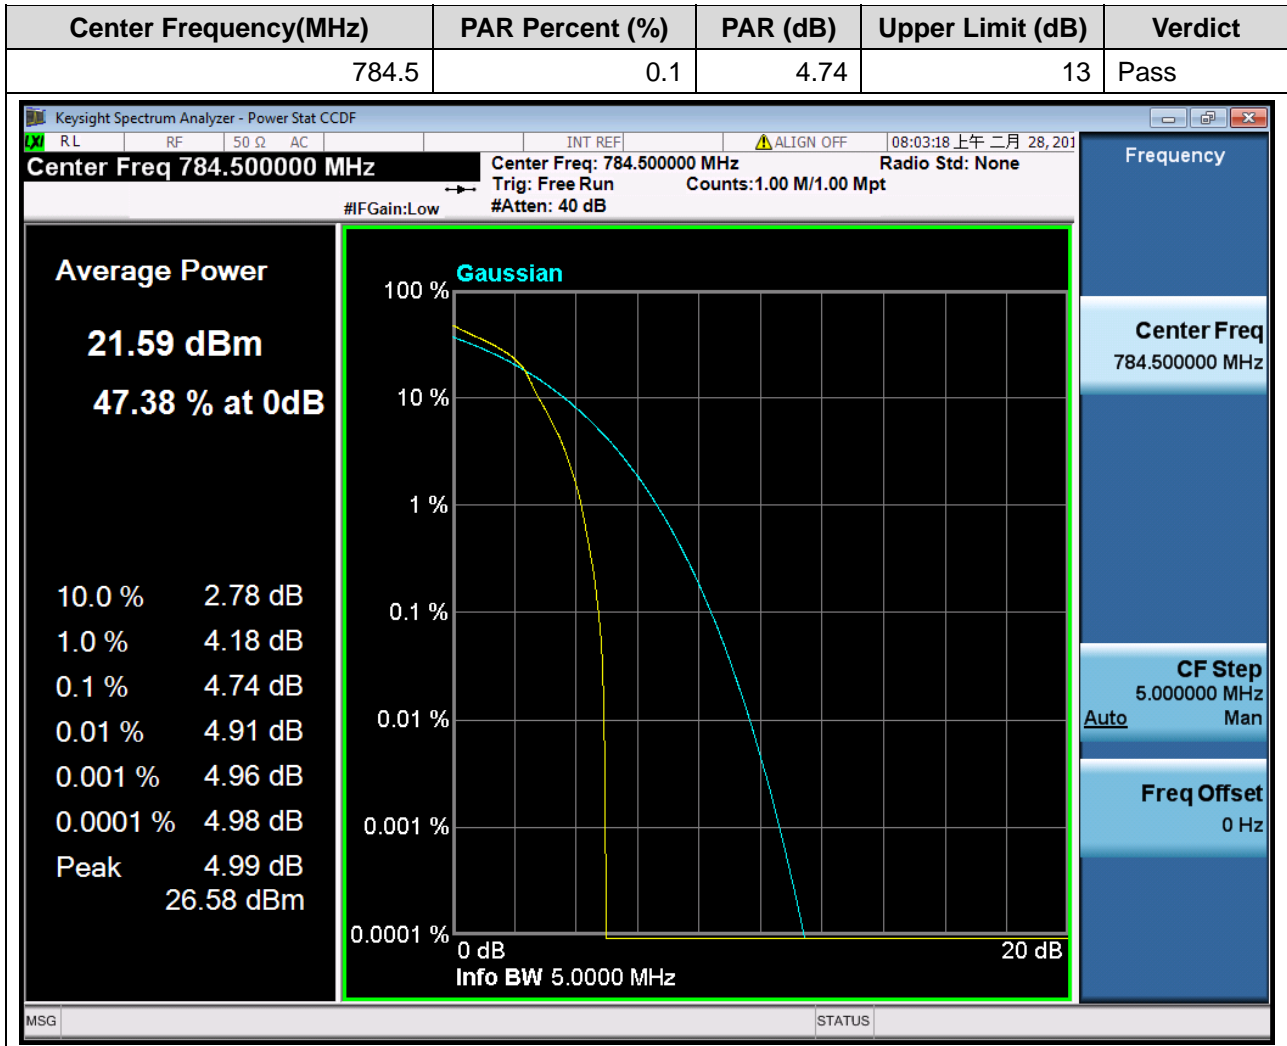 Center Frequency(MHz) PAR Percent (%) PAR (dB) Upper Limit (dB) Verdict
784.5 0.1 4.74 13 Pass
Keysight Spectrum Analyzer - Power Stat CCDF
LXI RL RF 50 Ω AC INT REF ALIGN OFF 08:03:18 上午 二月 28, 201
Center Freq 784.500000 MHz
Center Freq: 784.500000 MHz Radio Std: None
Trig: Free Run Counts:1.00 M/1.00 Mpt
#IFGain:Low #Atten: 40 dB
Average Power
21.59 dBm
47.38 % at 0dB
10.0 % 2.78 dB
1.0 % 4.18 dB
0.1 % 4.74 dB
0.01 % 4.91 dB
0.001 % 4.96 dB
0.0001 % 4.98 dB
Peak 4.99 dB
26.58 dBm
Gaussian
100 %
10 %
1 %
0.1 %
0.01 %
0.001 %
0.0001 %
0 dB 20 dB
Info BW 5.0000 MHz
Frequency
Center Freq
784.500000 MHz
CF Step
5.000000 MHz
Auto Man
Freq Offset
0 Hz
MSG STATUS